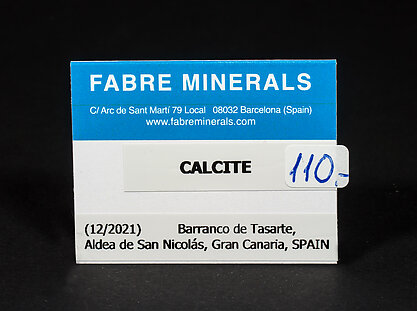 FABRE MINERALS
C/ Arc de Sant Martí 79 Local 08032 Barcelona (Spain)
www.fabreminerals.com
CALCITE 110,-
(12/2021) Barranco de Tasarte,
Aldea de San Nicolás, Gran Canaria, SPAIN